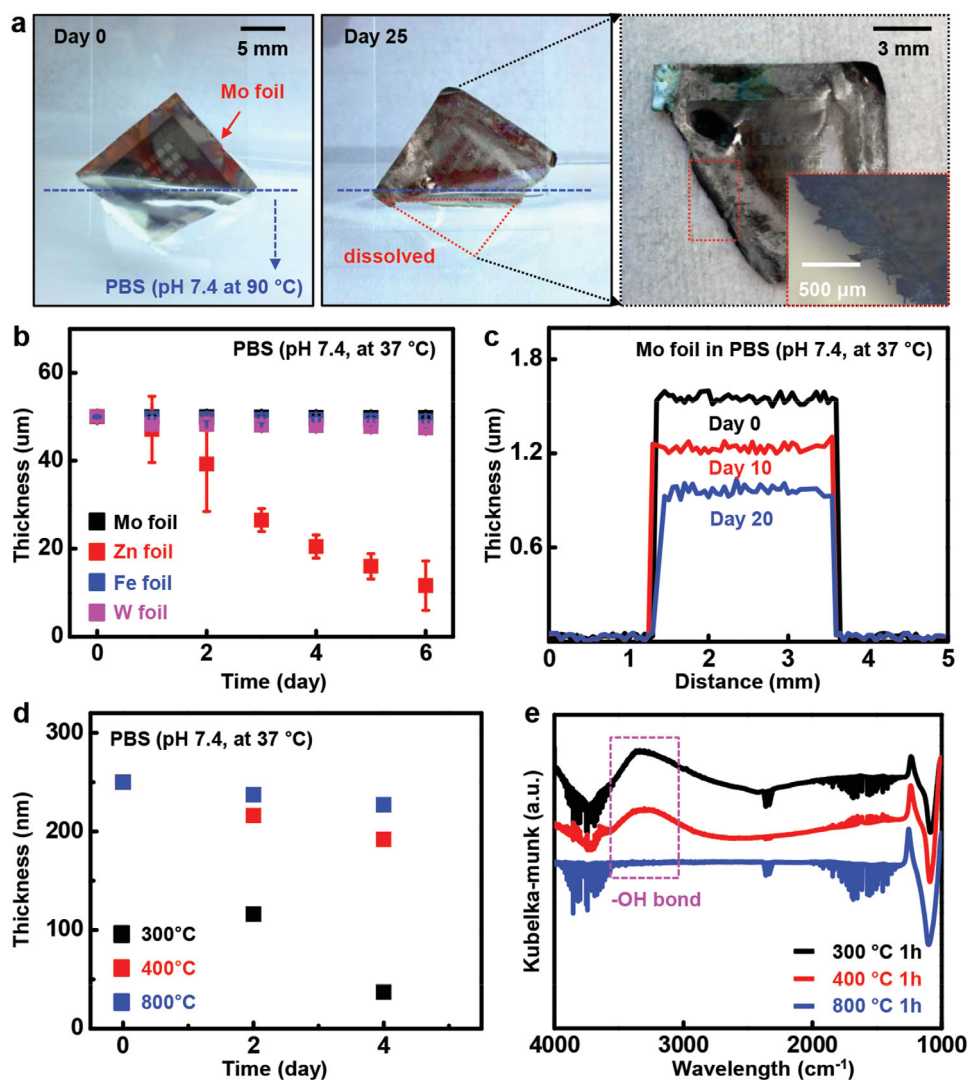 a
Day 0
5 mm
Mo foil
PBS (pH 7.4 at 90 °C)
Day 25
dissolved
3 mm
500 µm
b
PBS (pH 7.4, at 37 °C)
Thickness (um)
60
40
20
0
Mo foil
Zn foil
Fe foil
W foil
0
2
4
6
Time (day)
c
Mo foil in PBS (pH 7.4, at 37 °C)
Thickness (um)
1.8
1.2
0.6
Day 0
Day 10
Day 20
0
1
2
3
4
5
Distance (mm)
d
PBS (pH 7.4, at 37 °C)
Thickness (nm)
300
200
100
0
300°C
400°C
800°C
0
2
4
Time (day)
e
Kubelka-munk (a.u.)
-OH bond
300 °C 1h
400 °C 1h
800 °C 1h
4000
3000
2000
1000
Wavelength (cm⁻¹)